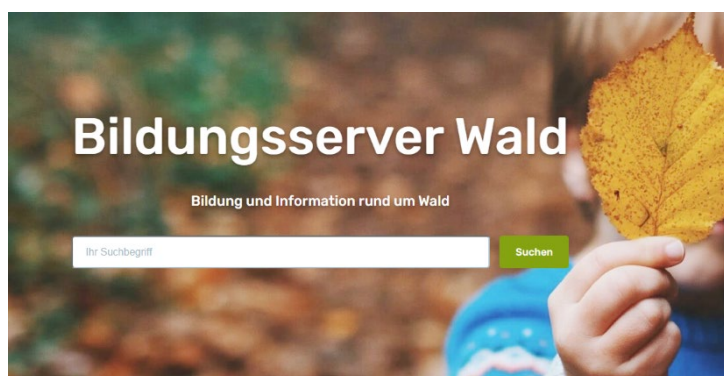 Bildungsserver Wald
Bildung und Information rund um Wald
Ihr Suchbegriff
Suchen